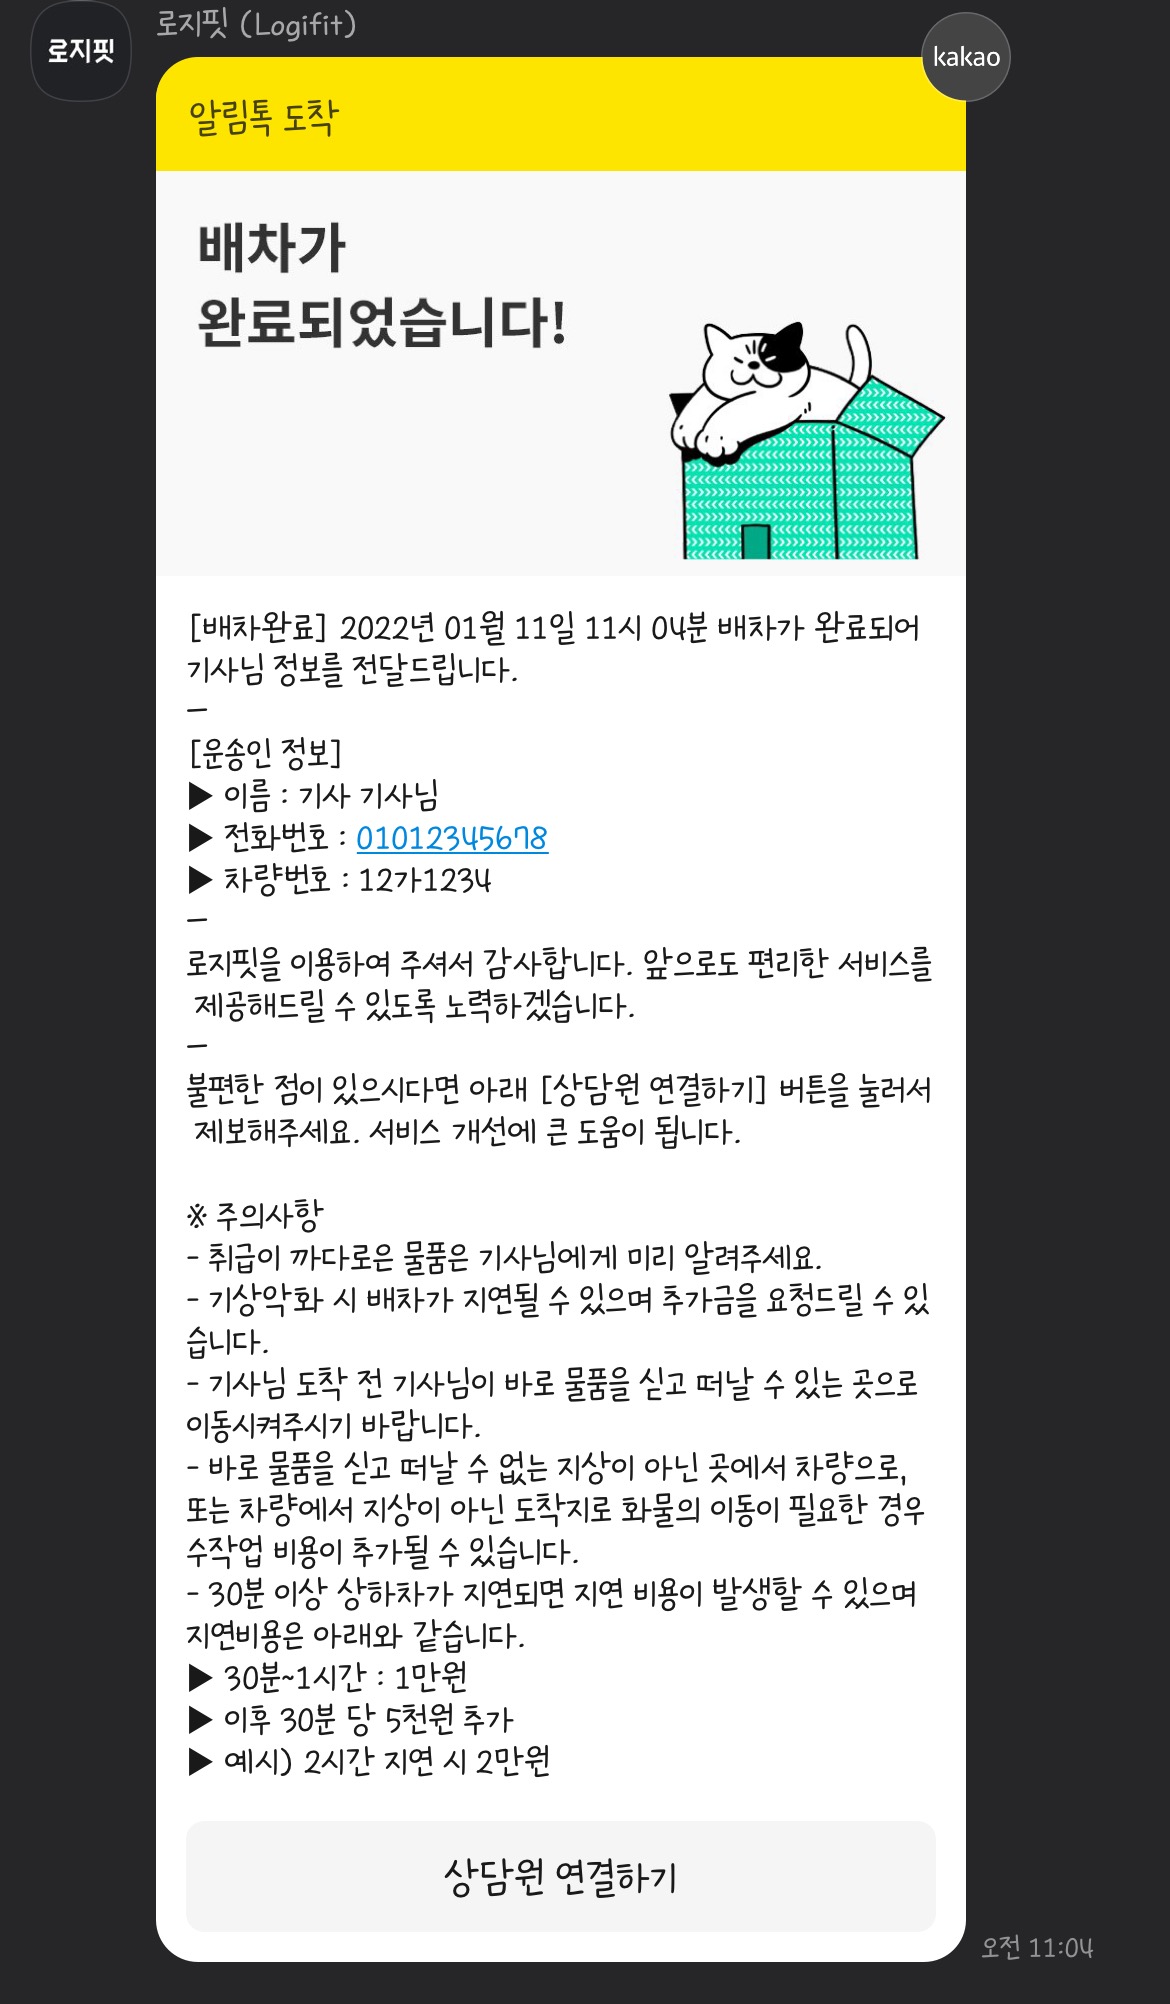 로지핏
로지핏 (Logifit)
kakao
알림톡 도착
배차가
완료되었습니다!
[배차완료] 2022년 01월 11일 11시 04분 배차가 완료되어
기사님 정보를 전달드립니다.
—
[운송인 정보]
▶ 이름 : 기사 기사님
▶ 전화번호 : 01012345678
▶ 차량번호 : 12가1234
—
로지핏을 이용하여 주셔서 감사합니다. 앞으로도 편리한 서비스를
제공해드릴 수 있도록 노력하겠습니다.
—
불편한 점이 있으시다면 아래 [상담원 연결하기] 버튼을 눌러서
제보해주세요. 서비스 개선에 큰 도움이 됩니다.
※ 주의사항
- 취급이 까다로은 물품은 기사님에게 미리 알려주세요.
- 기상악화 시 배차가 지연될 수 있으며 추가금을 요청드릴 수 있
습니다.
- 기사님 도착 전 기사님이 바로 물품을 싣고 떠날 수 있는 곳으로
이동시켜주시기 바랍니다.
- 바로 물품을 싣고 떠날 수 없는 지상이 아닌 곳에서 차량으로,
또는 차량에서 지상이 아닌 도착지로 화물의 이동이 필요한 경우
수작업 비용이 추가될 수 있습니다.
- 30분 이상 상하차가 지연되면 지연 비용이 발생할 수 있으며
지연비용은 아래와 같습니다.
▶ 30분~1시간 : 1만원
▶ 이후 30분 당 5천원 추가
▶ 예시) 2시간 지연 시 2만원
상담원 연결하기
오전 11:04